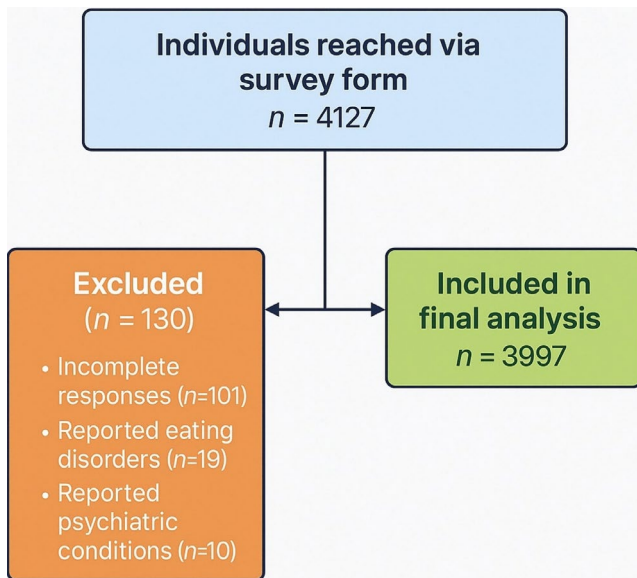 Individuals reached via
survey form
n = 4127
Excluded
(n = 130)
• Incomplete
responses (n=101)
• Reported eating
disorders (n=19)
• Reported
psychiatric
conditions (n=10)
Included in
final analysis
n = 3997